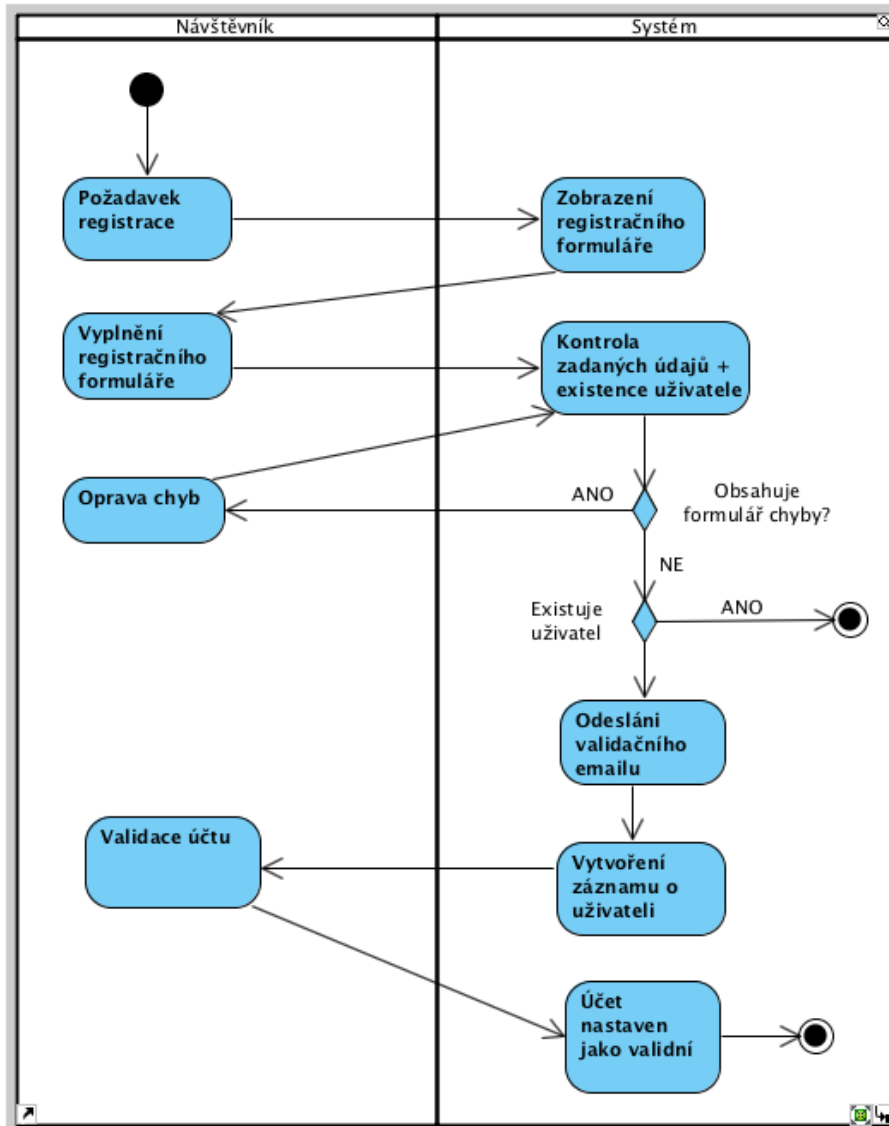 Návštěvník
Systém
Požadavek
registrace
Zobrazení
registračního
formuláře
Vyplnění
registračního
formuláře
Kontrola
zadaných údajů +
existence uživatele
Oprava chyb
ANO
Obsahuje
formulář chyby?
NE
Existuje
uživatel
ANO
Odesláni
validačního
emailu
Validace účtu
Vytvoření
záznamu o
uživateli
Účet
nastaven
jako validní